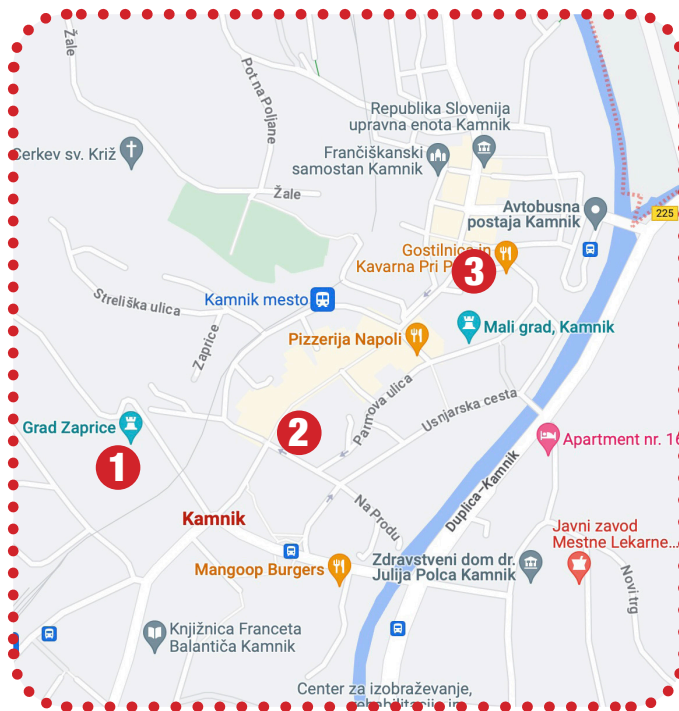 Žale
Pot na Poljane
Republika Slovenija
upravna enota Kamnik
Cerkev sv. Križ
Frančiškanski
samostan Kamnik
Žale
Avtobusna
postaja Kamnik
225
Gostilnica in
Kavarna Pri P
3
Streliška ulica
Kamnik mesto
Zaprice
Pizzerija Napoli
Mali grad, Kamnik
Parmova ulica
Usnjarska cesta
Grad Zaprice
1
2
Apartment nr. 16
Duplica–Kamnik
Na Produ
Kamnik
Javni zavod
Mestne Lekarne...
Mangoop Burgers
Zdravstveni dom dr.
Julija Polca Kamnik
Novi trg
Knjižnica Franceta
Balantiča Kamnik
Center za izobraževanje,
rehabilitacijo in